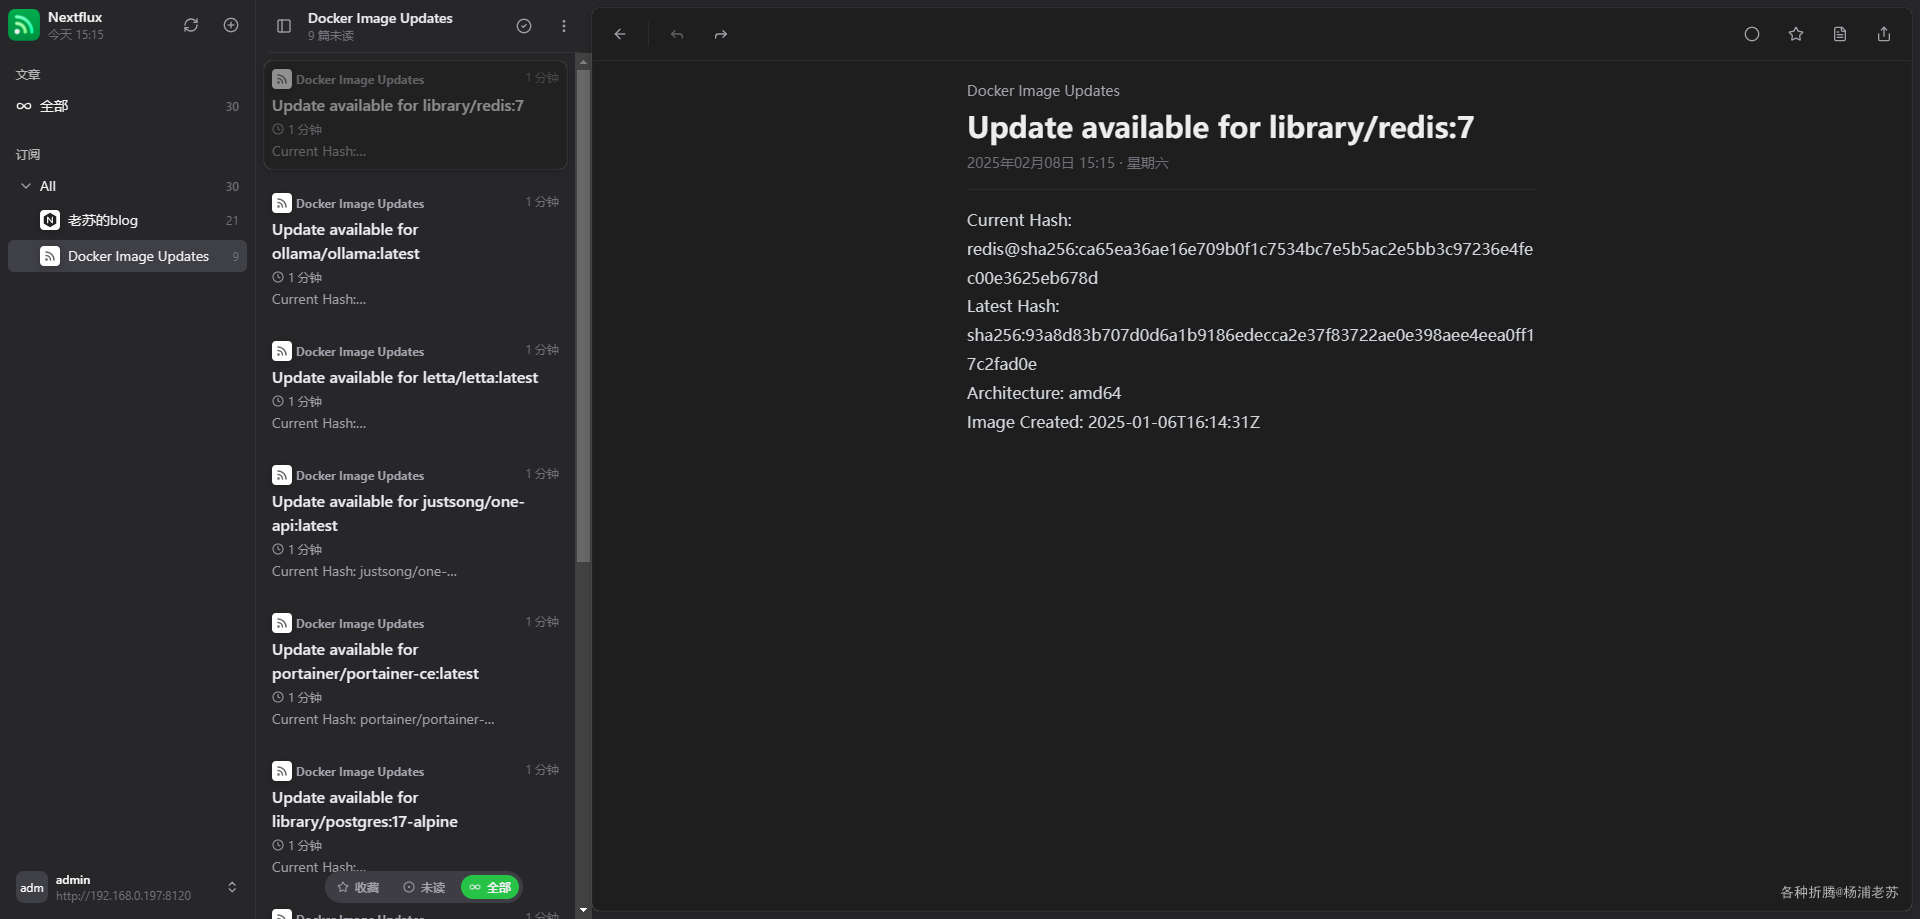 Nextflux
今天 15:15
文章
全部
30
订阅
All
30
老苏的blog
21
Docker Image Updates
9
adm
admin
http://192.168.0.197:8120
Docker Image Updates
9 篇未读
Docker Image Updates
1 分钟
Update available for library/redis:7
1 分钟
Current Hash:...
Docker Image Updates
1 分钟
Update available for
ollama/ollama:latest
1 分钟
Current Hash:...
Docker Image Updates
1 分钟
Update available for letta/letta:latest
1 分钟
Current Hash:...
Docker Image Updates
1 分钟
Update available for justsong/one-
api:latest
1 分钟
Current Hash: justsong/one-...
Docker Image Updates
1 分钟
Update available for
portainer/portainer-ce:latest
1 分钟
Current Hash: portainer/portainer-...
Docker Image Updates
1 分钟
Update available for
library/postgres:17-alpine
1 分钟
Current Hash:...
Docker Image Updates
1 分钟
收藏
未读
全部
Docker Image Updates
Update available for library/redis:7
2025年02月08日 15:15 · 星期六
Current Hash:
redis@sha256:ca65ea36ae16e709b0f1c7534bc7e5b5ac2e5bb3c97236e4fe
c00e3625eb678d
Latest Hash:
sha256:93a8d83b707d0d6a1b9186edecca2e37f83722ae0e398aee4eea0ff1
7c2fad0e
Architecture: amd64
Image Created: 2025-01-06T16:14:31Z
各种折腾@杨浦老苏